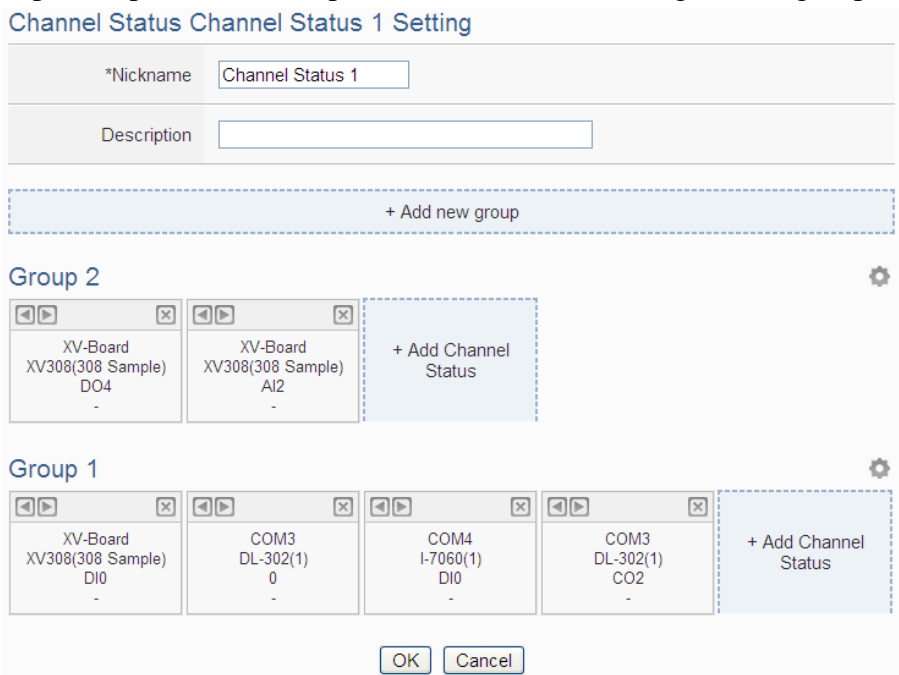 Channel Status Channel Status 1 Setting
*Nickname Channel Status 1
Description
+ Add new group
Group 2
XV-Board
XV308(308 Sample)
DO4
-
XV-Board
XV308(308 Sample)
AI2
-
+ Add Channel
Status
Group 1
XV-Board
XV308(308 Sample)
DI0
-
COM3
DL-302(1)
0
-
COM4
I-7060(1)
DI0
-
COM3
DL-302(1)
CO2
-
+ Add Channel
Status
OK Cancel